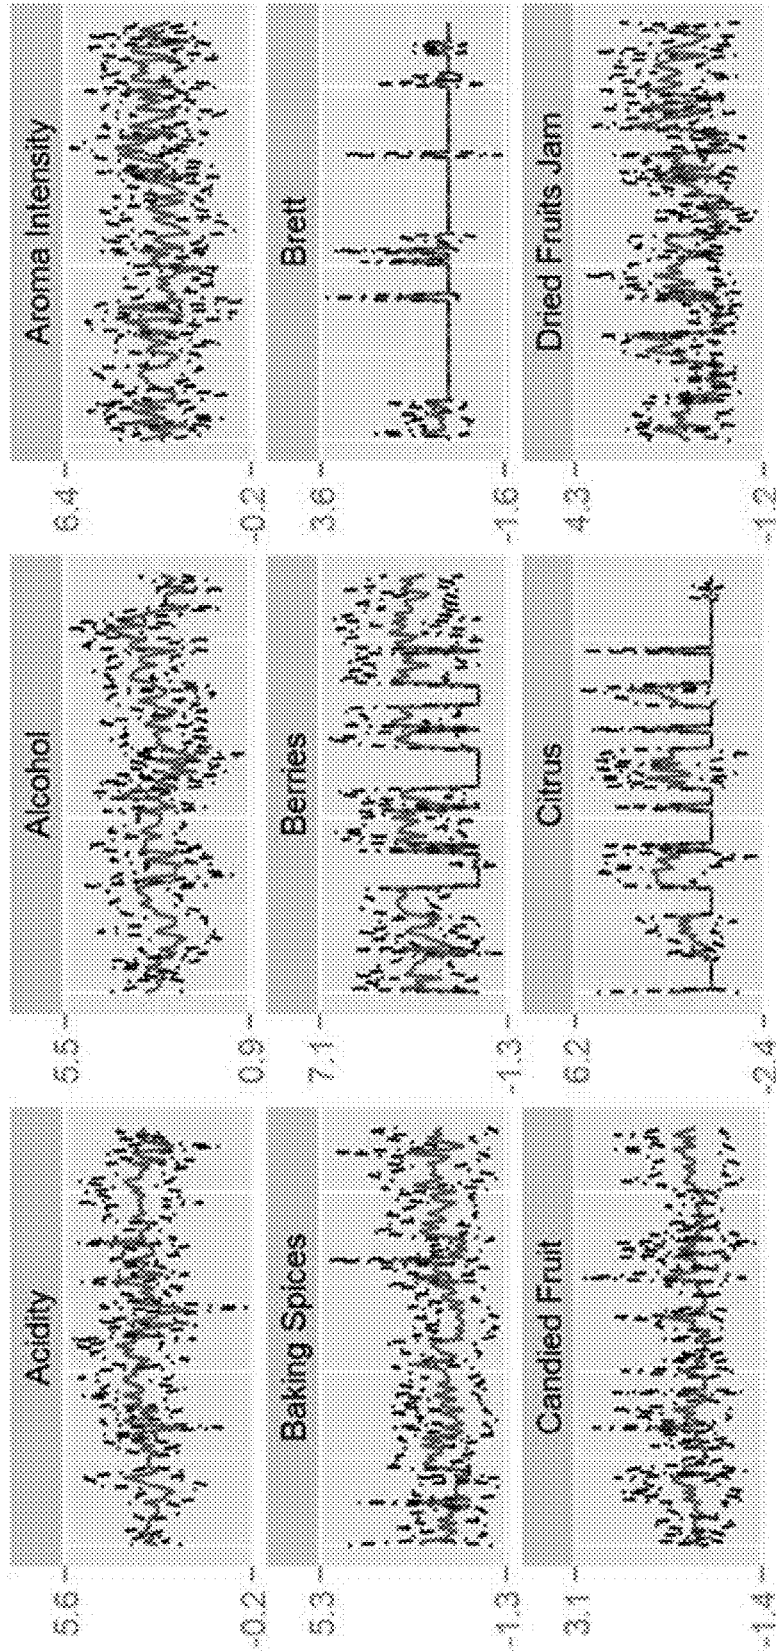 Acidity Alcohol Aroma Intensity
5.6 5.5 6.4
-0.2 0.9 -0.2
Baking Spices Berries Brett
5.3 7.1 3.6
-1.3 -1.3 -1.6
Candied Fruit Citrus Dried Fruits Jam
3.1 6.2 4.3
-1.4 -2.4 -1.2